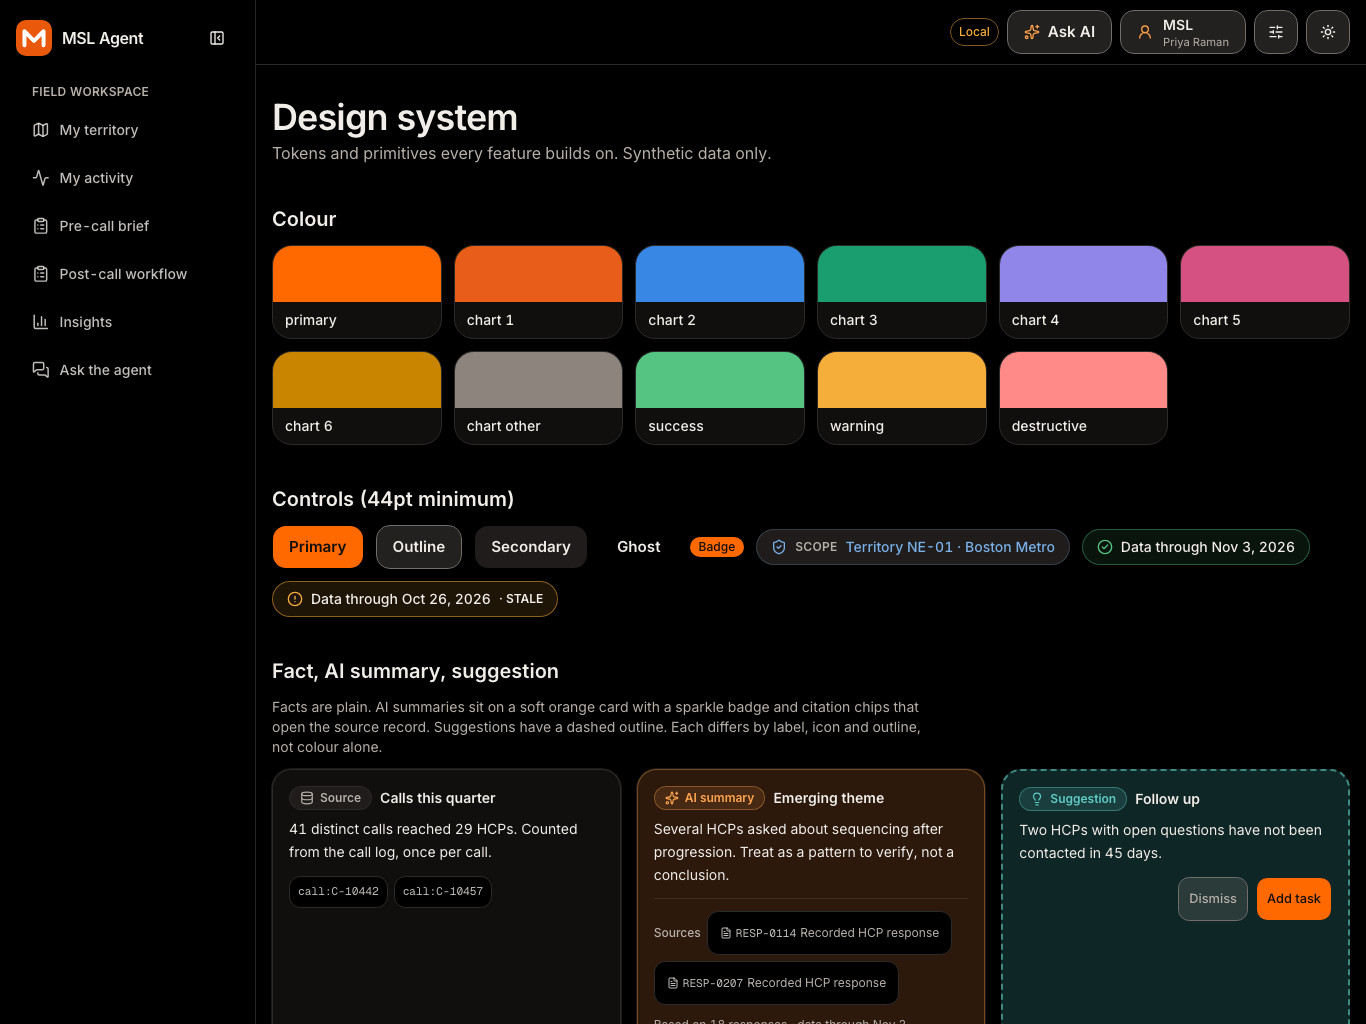 MSL Agent
Local
Ask AI
MSL
Priya Raman
FIELD WORKSPACE
My territory
My activity
Pre-call brief
Post-call workflow
Insights
Ask the agent
Design system
Tokens and primitives every feature builds on. Synthetic data only.
Colour
primary
chart 1
chart 2
chart 3
chart 4
chart 5
chart 6
chart other
success
warning
destructive
Controls (44pt minimum)
Primary
Outline
Secondary
Ghost
Badge
SCOPE Territory NE-01 · Boston Metro
Data through Nov 3, 2026
Data through Oct 26, 2026 · STALE
Fact, AI summary, suggestion
Facts are plain. AI summaries sit on a soft orange card with a sparkle badge and citation chips that
open the source record. Suggestions have a dashed outline. Each differs by label, icon and outline,
not colour alone.
Source Calls this quarter
41 distinct calls reached 29 HCPs. Counted
from the call log, once per call.
call:C-10442 call:C-10457
AI summary Emerging theme
Several HCPs asked about sequencing after
progression. Treat as a pattern to verify, not a
conclusion.
Sources RESP-0114 Recorded HCP response
RESP-0207 Recorded HCP response
Based on 18 responses · data through Nov 3
Suggestion Follow up
Two HCPs with open questions have not been
contacted in 45 days.
Dismiss Add task